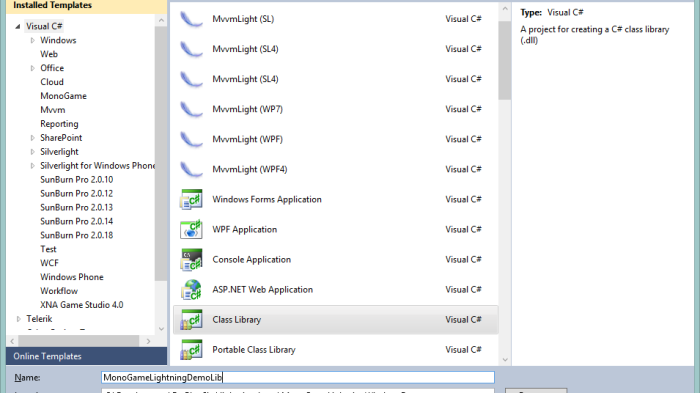 Installed Templates
Visual C#
Windows
Web
Office
Cloud
MonoGame
Mvvm
Reporting
SharePoint
Silverlight
Silverlight for Windows Phone
SunBurn Pro 2.0.10
SunBurn Pro 2.0.12
SunBurn Pro 2.0.13
SunBurn Pro 2.0.14
SunBurn Pro 2.0.18
Test
WCF
Windows Phone
Workflow
XNA Game Studio 4.0
Telerik
Online Templates
MvvmLight (SL) Visual C#
MvvmLight (SL4) Visual C#
MvvmLight (SL4) Visual C#
MvvmLight (WP7) Visual C#
MvvmLight (WPF) Visual C#
MvvmLight (WPF4) Visual C#
Windows Forms Application Visual C#
WPF Application Visual C#
Console Application Visual C#
ASP.NET Web Application Visual C#
Class Library Visual C#
Portable Class Library Visual C#
Type: Visual C#
A project for creating a C# class library
(.dll)
Name: MonoGameLightningDemoLib